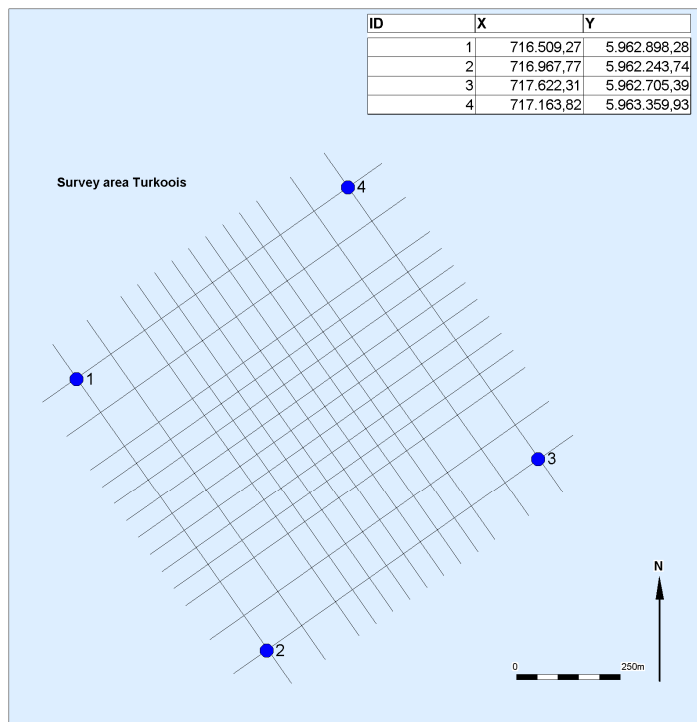 ID X Y
1 716.509,27 5.962.898,28
2 716.967,77 5.962.243,74
3 717.622,31 5.962.705,39
4 717.163,82 5.963.359,93
Survey area Turkoois
4
1
3
2
N
0 250m